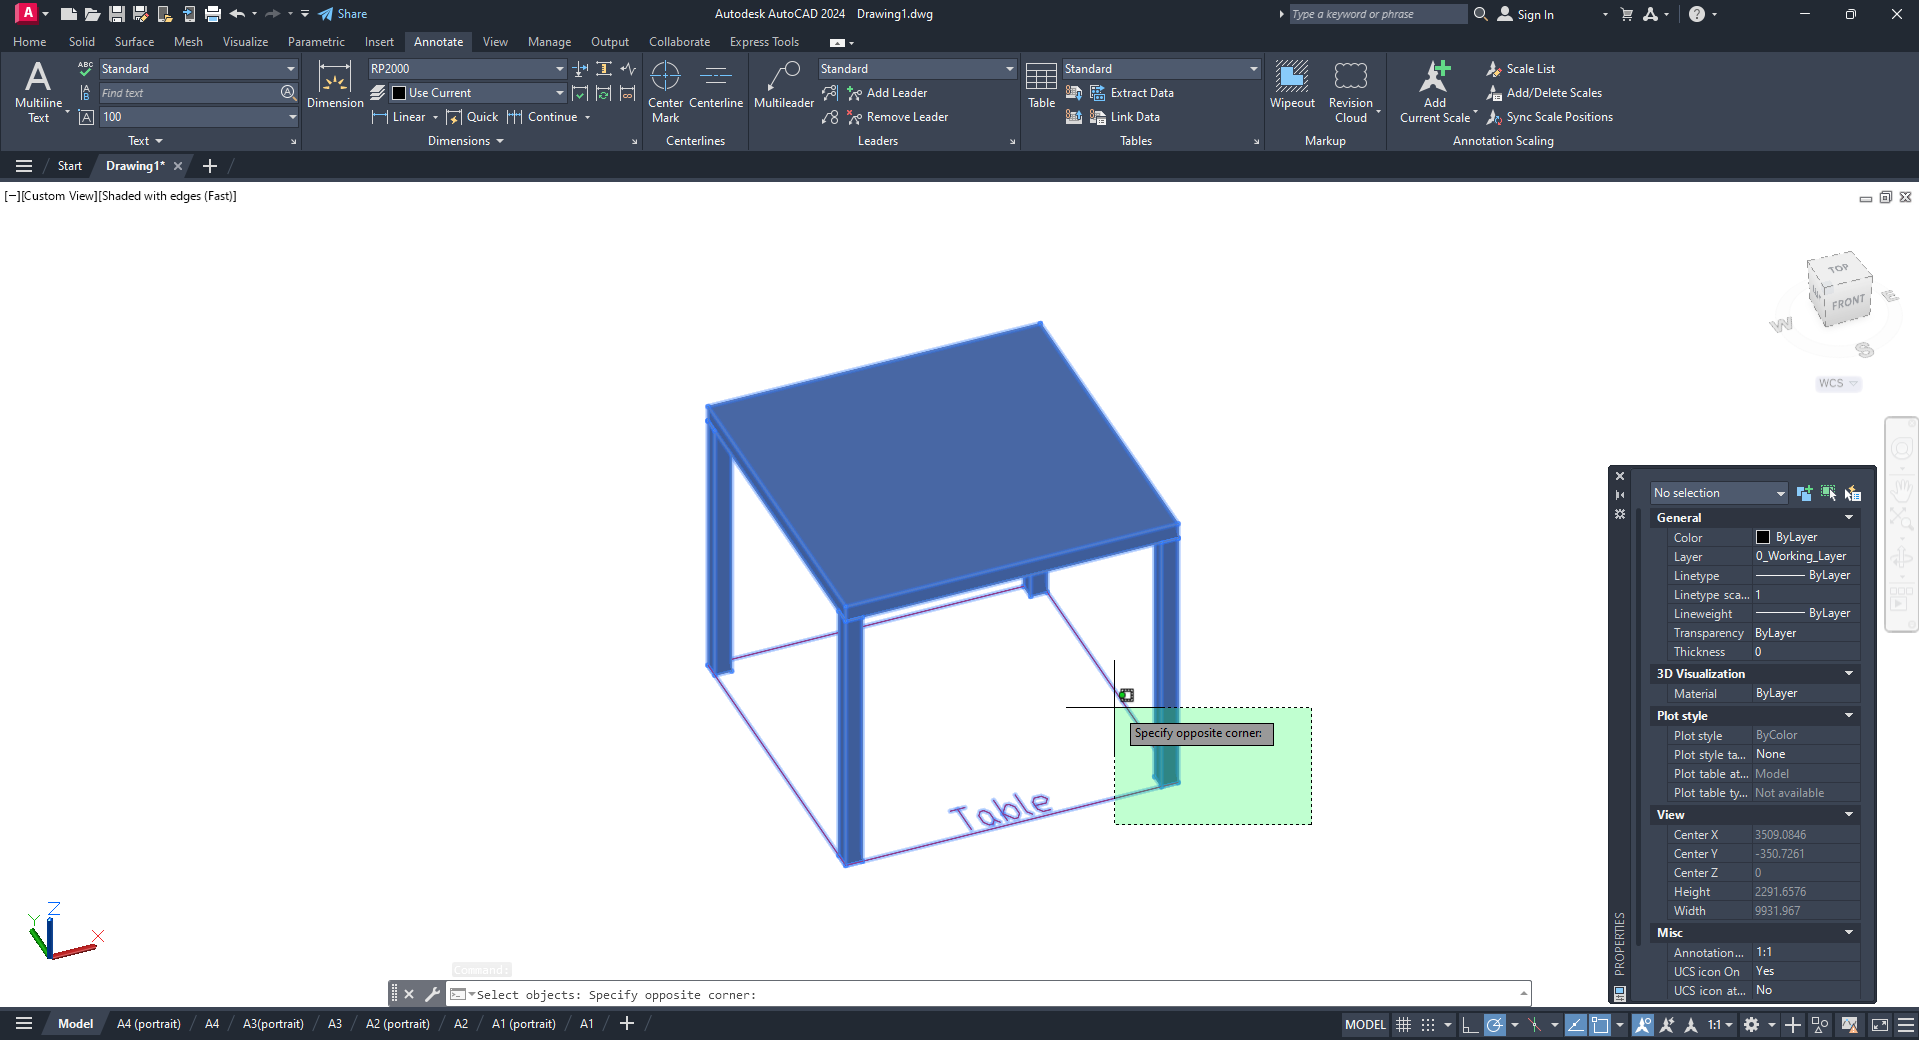 A Share Autodesk AutoCAD 2024 Drawing1.dwg Type a keyword or phrase Sign In
Home Solid Surface Mesh Visualize Parametric Insert Annotate View Manage Output Collaborate Express Tools
A ABC Standard
Find text
100
Multiline
Text
Dimension
RP2000
Use Current
Linear Quick Continue
Center
Mark
Centerline
Multileader
Standard
Add Leader
Remove Leader
Table
Standard
Extract Data
Link Data
Wipeout
Revision
Cloud
Add
Current Scale
Scale List
Add/Delete Scales
Sync Scale Positions
Text Dimensions Centerlines Leaders Tables Markup Annotation Scaling
Start Drawing1*
[−][Custom View][Shaded with edges (Fast)]
TOP
FRONT
W
E
S
WCS
No selection
General
Color ByLayer
Layer 0_Working_Layer
Linetype ByLayer
Linetype sca... 1
Lineweight ByLayer
Transparency ByLayer
Thickness 0
3D Visualization
Material ByLayer
Plot style
Plot style ByColor
Plot style ta... None
Plot table at... Model
Plot table ty... Not available
View
Center X 3509.0846
Center Y -350.7261
Center Z 0
Height 2291.6576
Width 9931.967
Misc
Annotation... 1:1
UCS icon On Yes
UCS icon at... No
PROPERTIES
Specify opposite corner:
Table
Z
Y
X
Command:
Select objects: Specify opposite corner:
Model A4 (portrait) A4 A3(portrait) A3 A2 (portrait) A2 A1 (portrait) A1 MODEL 1:1